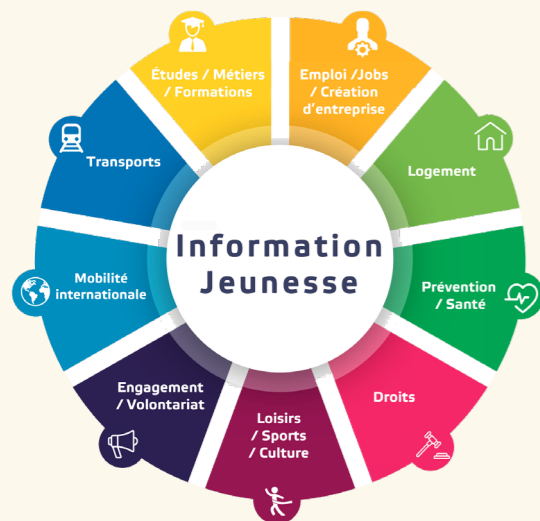 Études / Métiers
/ Formations
Emploi /Jobs
/ Création
d'entreprise
Transports
Logement
Information
Jeunesse
Mobilité
internationale
Prévention
/ Santé
Engagement
/ Volontariat
Droits
Loisirs
/ Sports
/ Culture